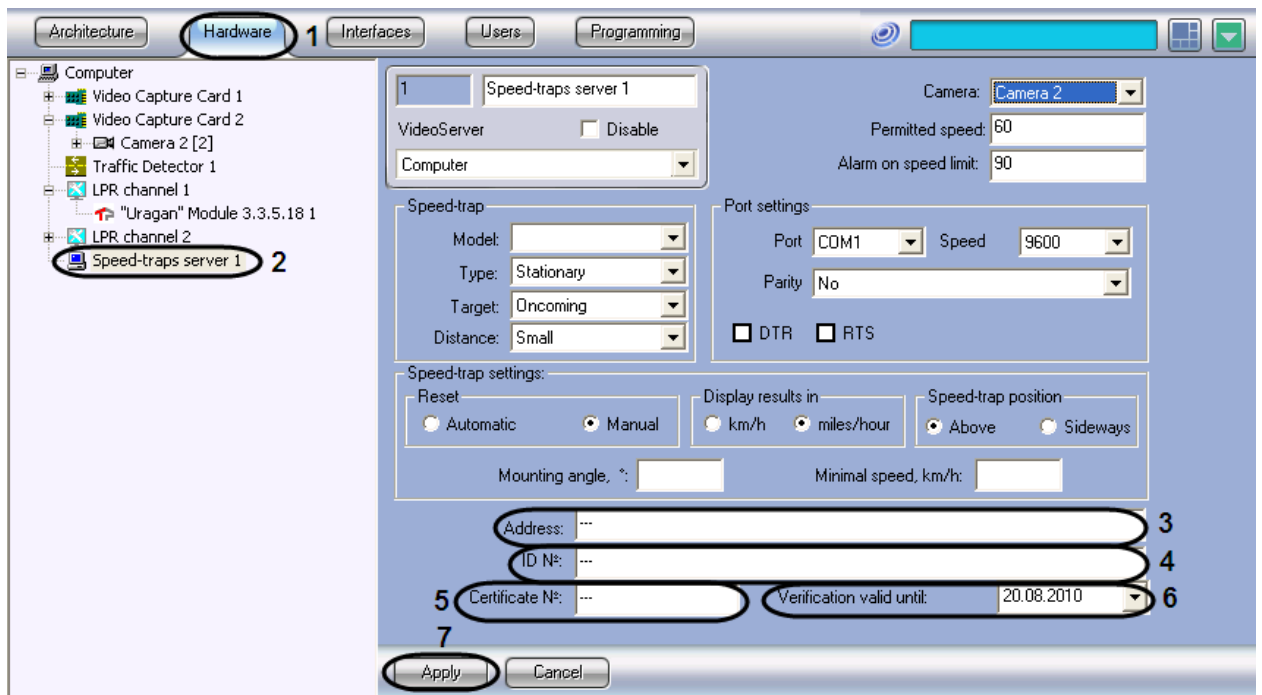 Architecture Hardware 1 Interfaces Users Programming
Computer
Video Capture Card 1
Video Capture Card 2
Camera 2 [2]
Traffic Detector 1
LPR channel 1
"Uragan" Module 3.3.5.18 1
LPR channel 2
Speed-traps server 1 2
1 Speed-traps server 1
VideoServer Disable
Computer
Camera: Camera 2
Permitted speed: 60
Alarm on speed limit: 90
Speed-trap
Model:
Type: Stationary
Target: Oncoming
Distance: Small
Port settings
Port COM1 Speed 9600
Parity No
DTR RTS
Speed-trap settings:
Reset
Automatic Manual
Display results in
km/h miles/hour
Speed-trap position
Above Sideways
Mounting angle, °: Minimal speed, km/h:
Address: --- 3
ID №: --- 4
5 Certificate №: --- Verification valid until: 20.08.2010 6
7
Apply Cancel